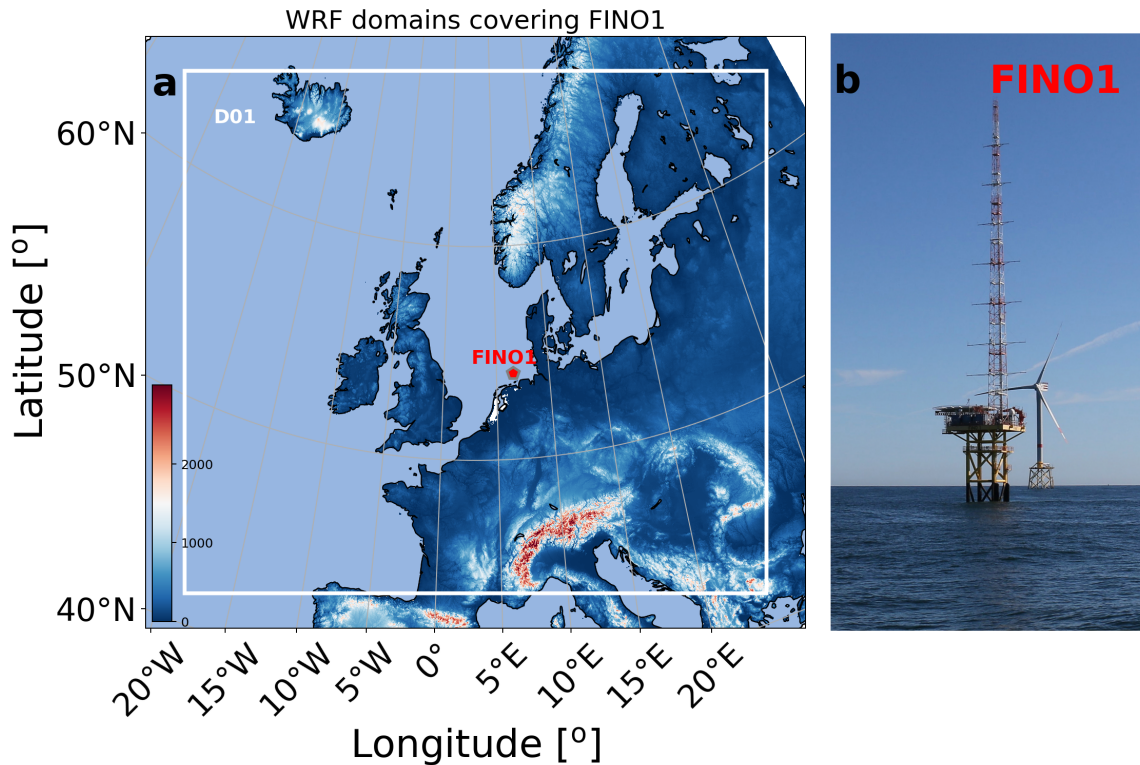 WRF domains covering FINO1
a
D01
FINO1
60°N
50°N
40°N
Latitude [°]
2000
1000
0
20°W
15°W
10°W
5°W
0°
5°E
10°E
15°E
20°E
Longitude [°]
b
FINO1